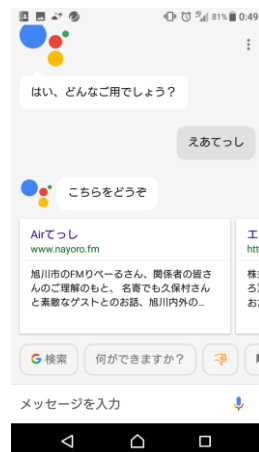 81% 0:49
はい、どんなご用でしょう？
えあてっし
こちらをどうぞ
Airてっし
www.nayoro.fm
旭川市のFMりべーるさん、関係者の皆さ
んのご理解のもと、名寄でも久保村さん
と素敵なゲストとのお話、旭川内外の...
エ
htt
株
ろ
お
G 検索
何ができますか？
メッセージを入力